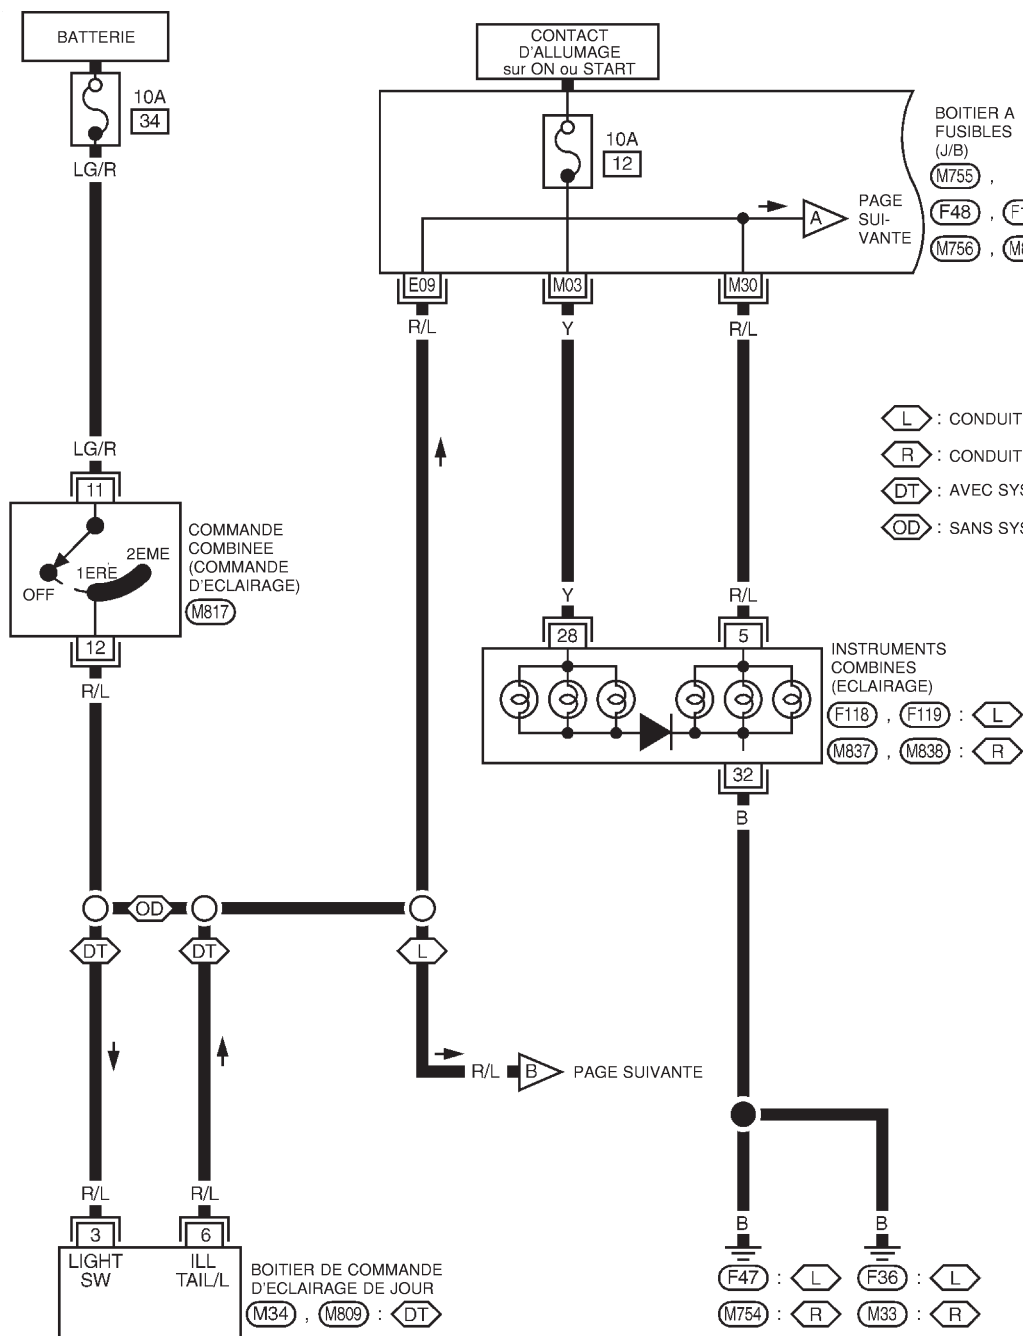 BATTERIE
10A
34
LG/R
CONTACT
D'ALLUMAGE
sur ON ou START
10A
12
BOITIER A
FUSIBLES
(J/B)
M755 ,
F48 ,
M756 ,
A
PAGE
SUI-
VANTE
E09
M03
M30
R/L
Y
R/L
L : CONDUIT
R : CONDUIT
DT : AVEC SYS
OD : SANS SYS
LG/R
11
COMMANDE
COMBINEE
(COMMANDE
D'ECLAIRAGE)
M817
OFF
1ERE
2EME
12
R/L
Y
R/L
28
5
INSTRUMENTS
COMBINES
(ECLAIRAGE)
F118 , F119 : L
M837 , M838 : R
32
B
OD
DT
DT
L
R/L
B
PAGE SUIVANTE
R/L
R/L
3
6
LIGHT
SW
ILL
TAIL/L
BOITIER DE COMMANDE
D'ECLAIRAGE DE JOUR
M34 , M809 : DT
B
B
F47 : L
F36 : L
M754 : R
M33 : R